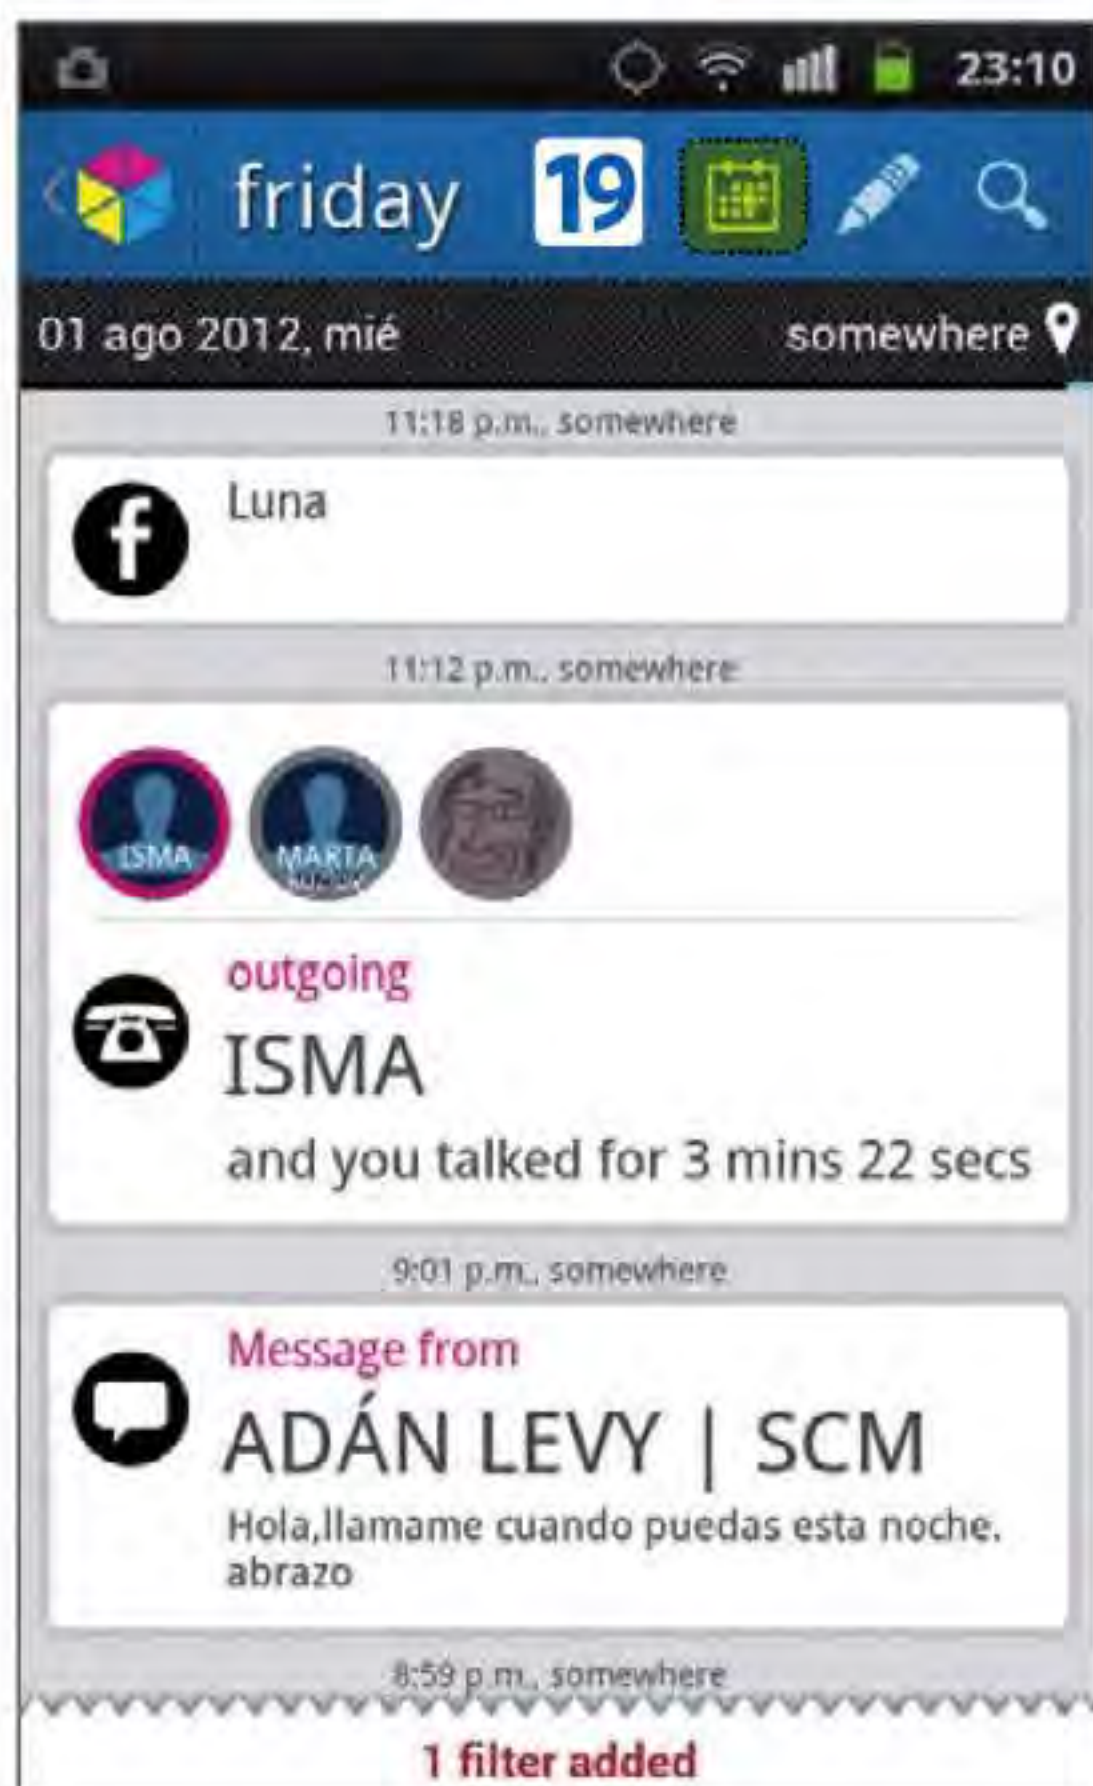 23:10
friday 19
01 ago 2012, mié somewhere
11:18 p.m., somewhere
f Luna
11:12 p.m., somewhere
ISMA MARTA
outgoing
ISMA
and you talked for 3 mins 22 secs
9:01 p.m., somewhere
Message from
ADÁN LEVY | SCM
Hola,llamame cuando puedas esta noche.
abrazo
8:59 p.m., somewhere
1 filter added